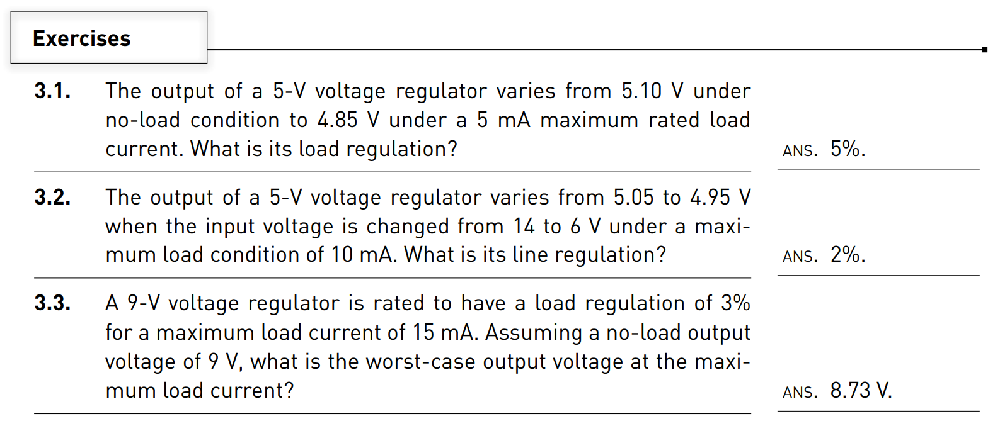 Exercises
3.1. The output of a 5-V voltage regulator varies from 5.10 V under
no-load condition to 4.85 V under a 5 mA maximum rated load
current. What is its load regulation? ANS. 5%.
3.2. The output of a 5-V voltage regulator varies from 5.05 to 4.95 V
when the input voltage is changed from 14 to 6 V under a maxi-
mum load condition of 10 mA. What is its line regulation? ANS. 2%.
3.3. A 9-V voltage regulator is rated to have a load regulation of 3%
for a maximum load current of 15 mA. Assuming a no-load output
voltage of 9 V, what is the worst-case output voltage at the maxi-
mum load current? ANS. 8.73 V.